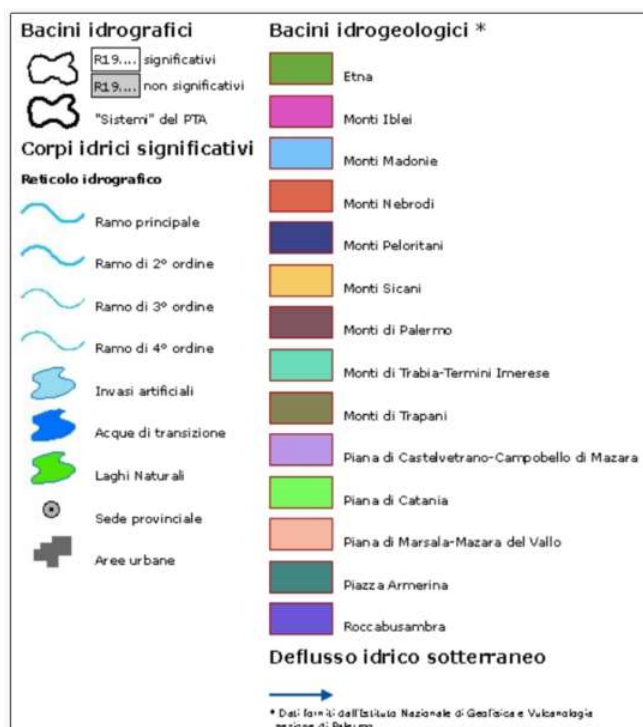 Bacini idrografici
R19.... significativi
R19.... non significativi
"Sistemi" del PTA
Corpi idrici significativi
Reticolo idrografico
Ramo principale
Ramo di 2º ordine
Ramo di 3º ordine
Ramo di 4º ordine
Invasi artificiali
Acque di transizione
Laghi Naturali
Sede provinciale
Aree urbane
Bacini idrogeologici *
Etna
Monti Iblei
Monti Madonie
Monti Nebrodi
Monti Peloritani
Monti Sicani
Monti di Palermo
Monti di Trabia-Termini Imerese
Monti di Trapani
Piana di Castelvetrano-Campobello di Mazara
Piana di Catania
Piana di Marsala-Mazara del Vallo
Piazza Armerina
Roccabusambra
Deflusso idrico sotterraneo
* Dati forniti dall'Istituto Nazionale di Geofisica e Vulcanologia